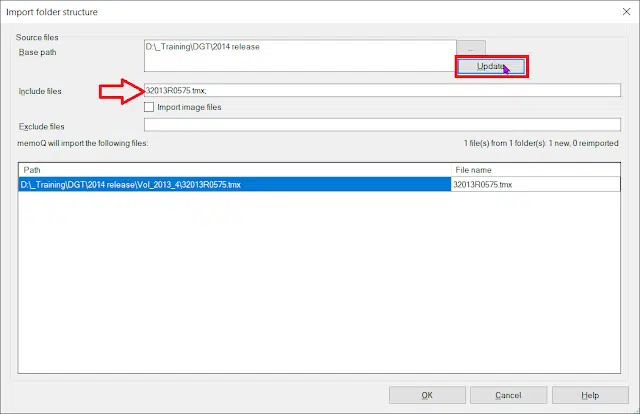 Import folder structure
Source files
Base path
D:\_Training\DGT\2014 release
...
Update
Include files
32013R0575.tmx;
Import image files
Exclude files
memoQ will import the following files:
1 file(s) from 1 folder(s): 1 new, 0 reimported
Path File name
D:\_Training\DGT\2014 release\Vol_2013_4\32013R0575.tmx 32013R0575.tmx
OK Cancel Help